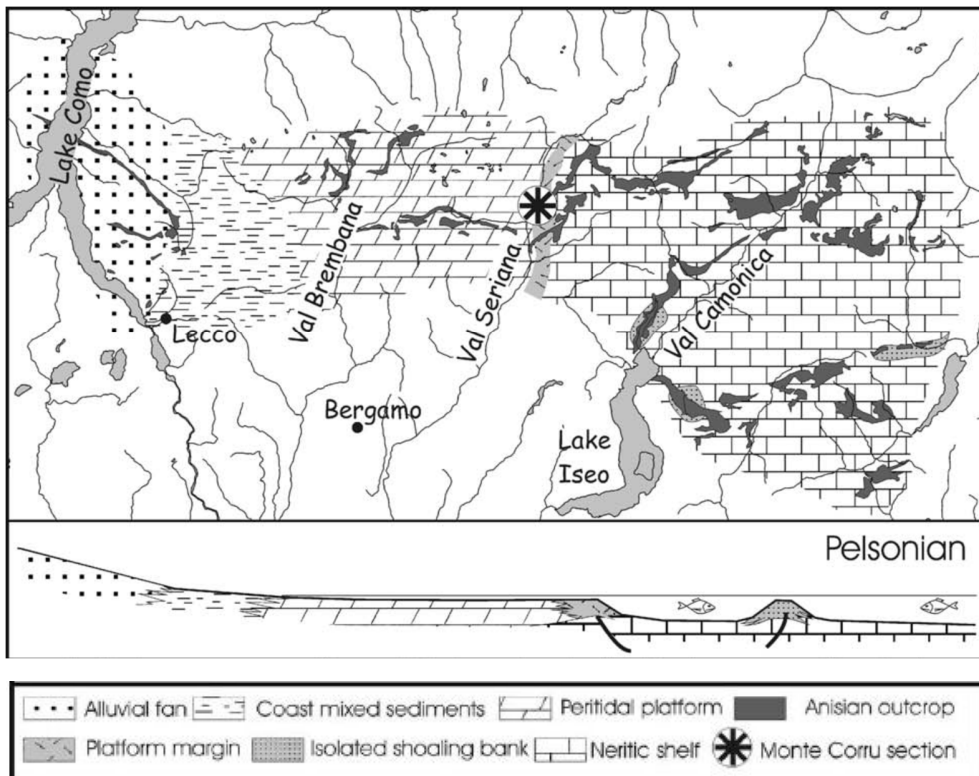 Lake Como
Lecco
Val Brembana
Bergamo
Val Seriana
Val Camonica
Lake
Iseo
Pelsonian
Alluvial fan
Coast mixed sediments
Peritidal platform
Anisian outcrop
Platform margin
Isolated shoaling bank
Neritic shelf
Monte Corru section